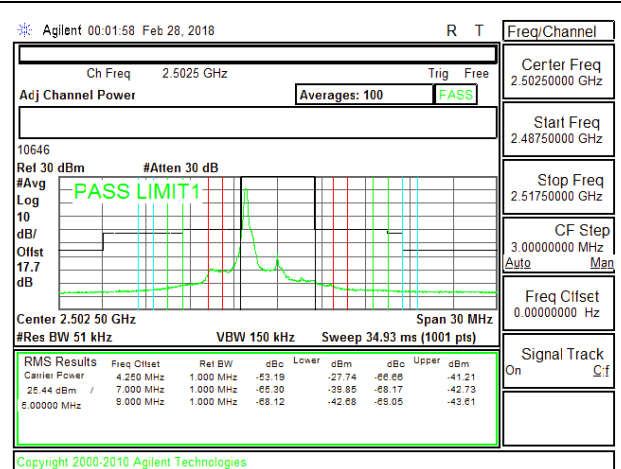 Agilent 00:01:58 Feb 28, 2018 R T
Freq/Channel
Ch Freq 2.5025 GHz Trig Free
Adj Channel Power Averages: 100 PASS
10646
Ref 30 dBm #Atten 30 dB
#Avg
Log
10
dB/
Offst
17.7
dB
PASS LIMIT1
Center 2.502 50 GHz Span 30 MHz
#Res BW 51 kHz VBW 150 kHz Sweep 34.93 ms (1001 pts)
RMS Results Freq Offset Ref BW dBc Lower dBm dBc Upper dBm
Carrier Power 4.250 MHz 1.000 MHz -53.19 -27.74 -66.66 -41.21
25.44 dBm / 7.000 MHz 1.000 MHz -65.30 -39.85 -68.17 -42.73
5.00000 MHz 9.000 MHz 1.000 MHz -68.12 -42.68 -69.05 -43.61
Copyright 2000-2010 Agilent Technologies
Center Freq
2.50250000 GHz
Start Freq
2.48750000 GHz
Stop Freq
2.51750000 GHz
CF Step
3.00000000 MHz
Auto Man
Freq Offset
0.00000000 Hz
Signal Track
On Off